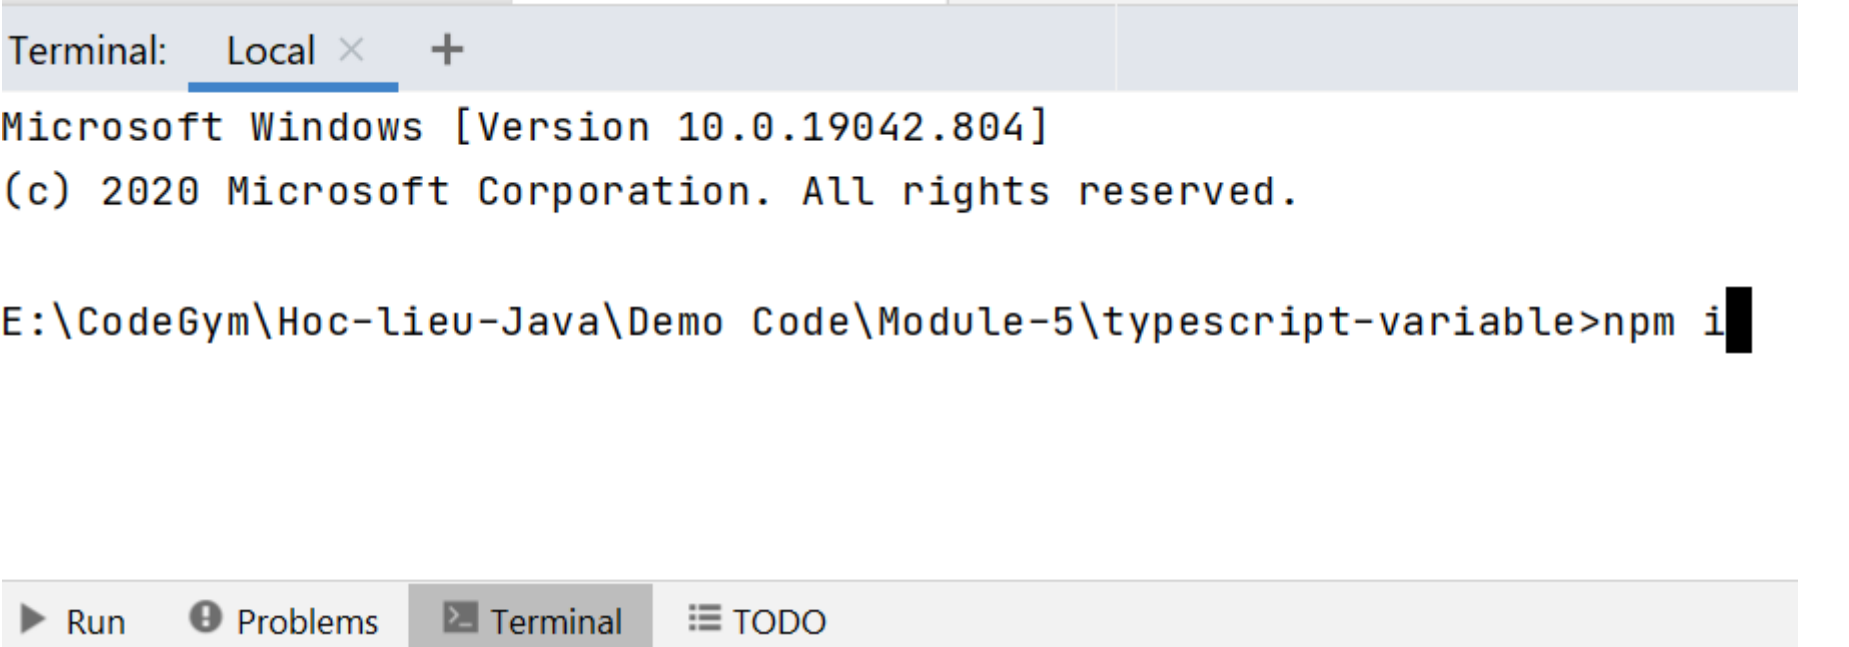 Terminal: Local × +
Microsoft Windows [Version 10.0.19042.804]
(c) 2020 Microsoft Corporation. All rights reserved.
E:\CodeGym\Hoc-lieu-Java\Demo Code\Module-5\typescript-variable>npm i
Run Problems Terminal TODO